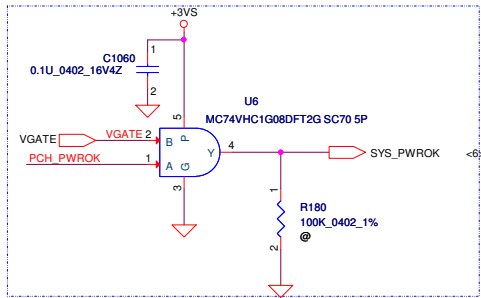 +3VS
C1060
0.1U_0402_16V4Z
1
2
U6
MC74VHC1G08DFT2G SC70 5P
5
P
VGATE
VGATE 2
B
PCH_PWROK
1
A
G
Y
4
SYS_PWROK
<6
3
1
R180
100K_0402_1%
@
2